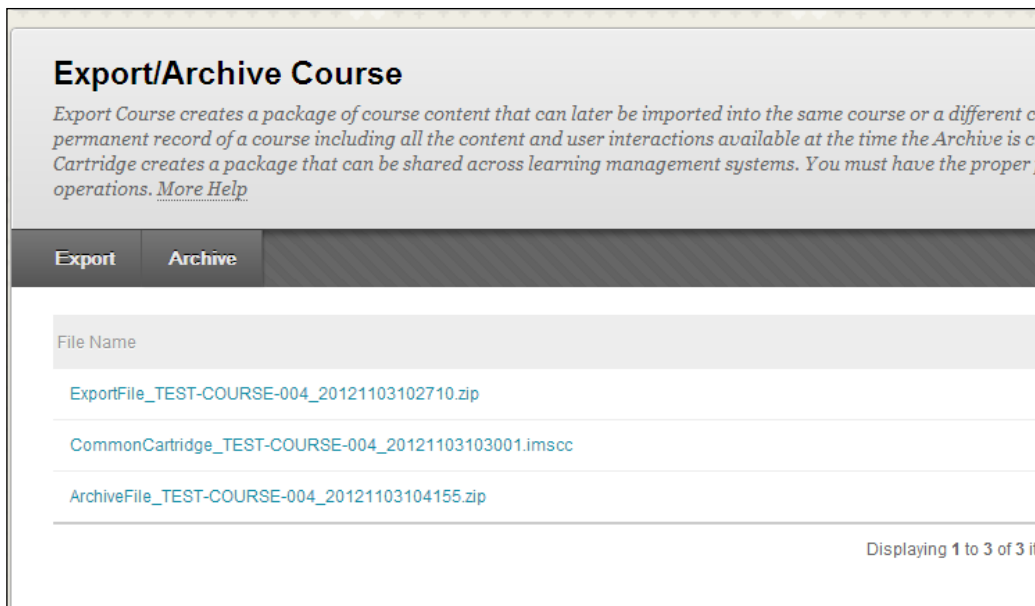 Export/Archive Course
Export Course creates a package of course content that can later be imported into the same course or a different
permanent record of a course including all the content and user interactions available at the time the Archive is
Cartridge creates a package that can be shared across learning management systems. You must have the proper
operations. More Help
Export Archive
File Name
ExportFile_TEST-COURSE-004_20121103102710.zip
CommonCartridge_TEST-COURSE-004_20121103103001.imscc
ArchiveFile_TEST-COURSE-004_20121103104155.zip
Displaying 1 to 3 of 3